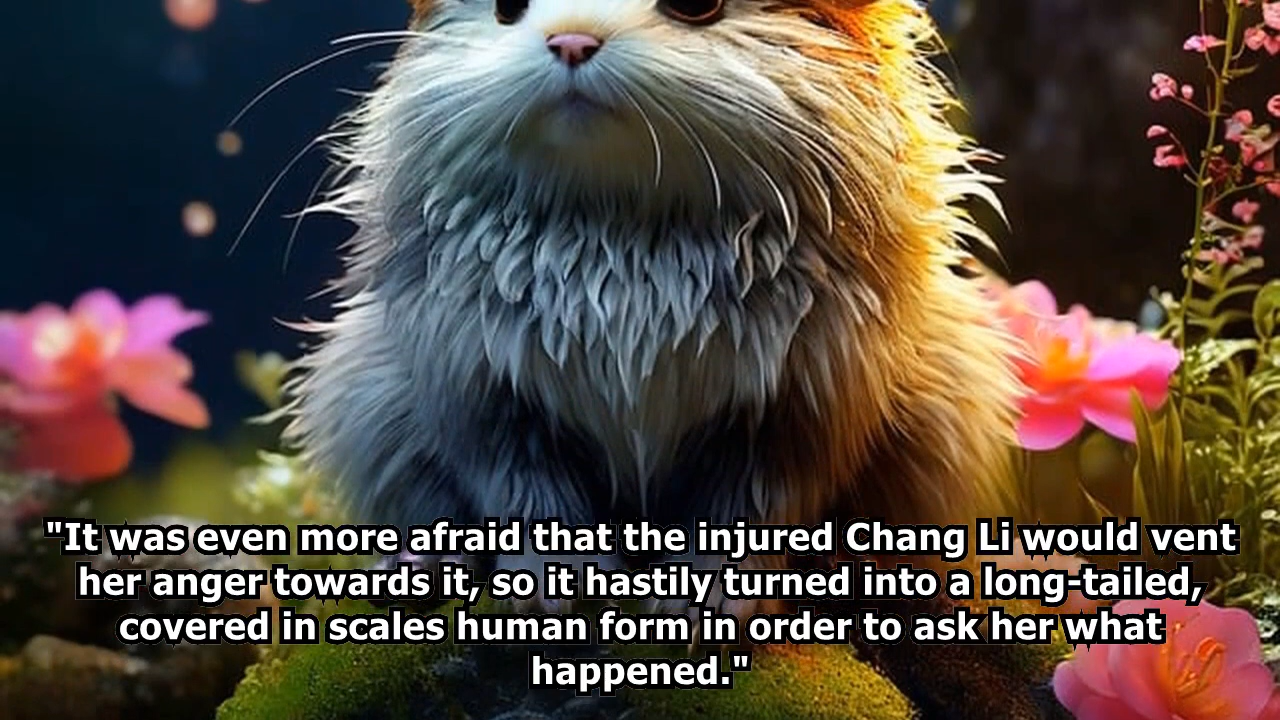 "It was even more afraid that the injured Chang Li would vent
her anger towards it, so it hastily turned into a long-tailed,
covered in scales human form in order to ask her what
happened."